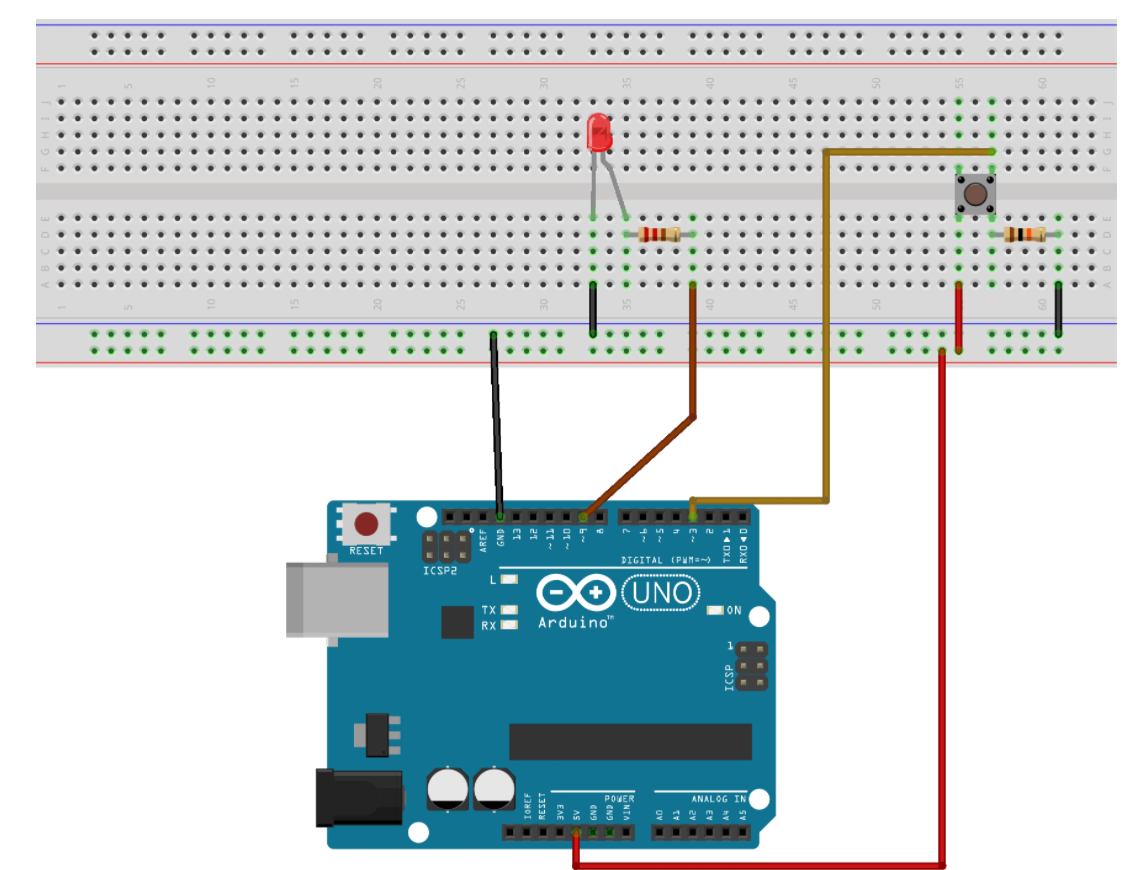 1 5 10 15 20 25 30 35 40 45 50 55 60
J J
I I
H H
G G
F F
E E
D D
C C
B B
A A
1 5 10 15 20 25 30 35 40 45 50 55 60
RESET
ICSP2
AREF GND 13 12 ~11 ~10 ~9 8 7 ~6 ~5 4 ~3 2 TX0▶1 RX0◀0
DIGITAL (PWM=~)
L
TX
RX
UNO
Arduino™
ON
1
ICSP
POWER
ANALOG IN
IOREF RESET 3V3 5V GND GND VIN A0 A1 A2 A3 A4 A5